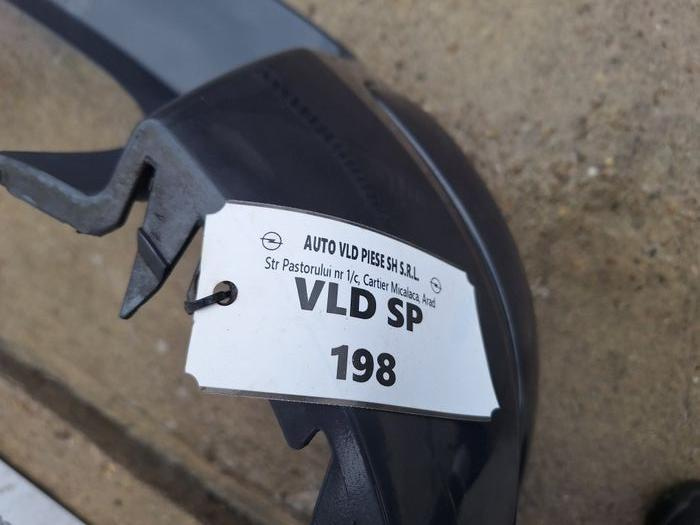 AUTO VLD PIESE SH S.R.L.
Str Pastorului nr 1/c, Cartier Micalaca, Arad
VLD SP
198